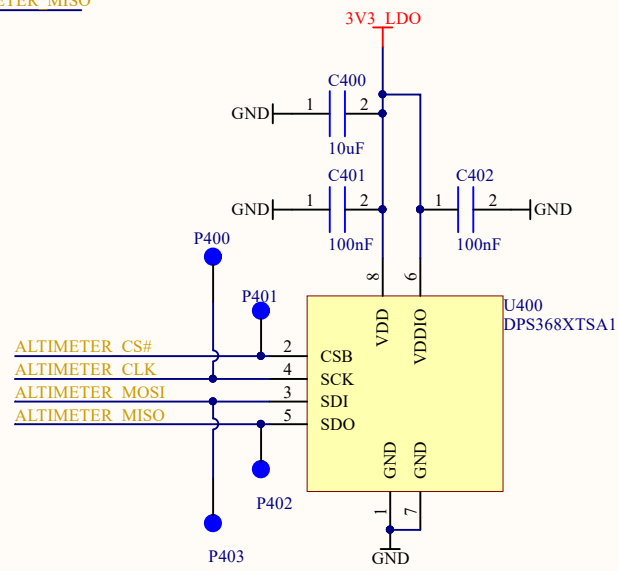 ETER_MISO
3V3_LDO
C400
GND 1 2
10uF
C401
GND 1 2
100nF
C402
1 2 GND
100nF
P400
P401
8 6
U400
DPS368XTSA1
VDD VDDIO
ALTIMETER_CS# 2 CSB
ALTIMETER_CLK 4 SCK
ALTIMETER_MOSI 3 SDI
ALTIMETER_MISO 5 SDO
GND GND
P402
1 7
P403
GND